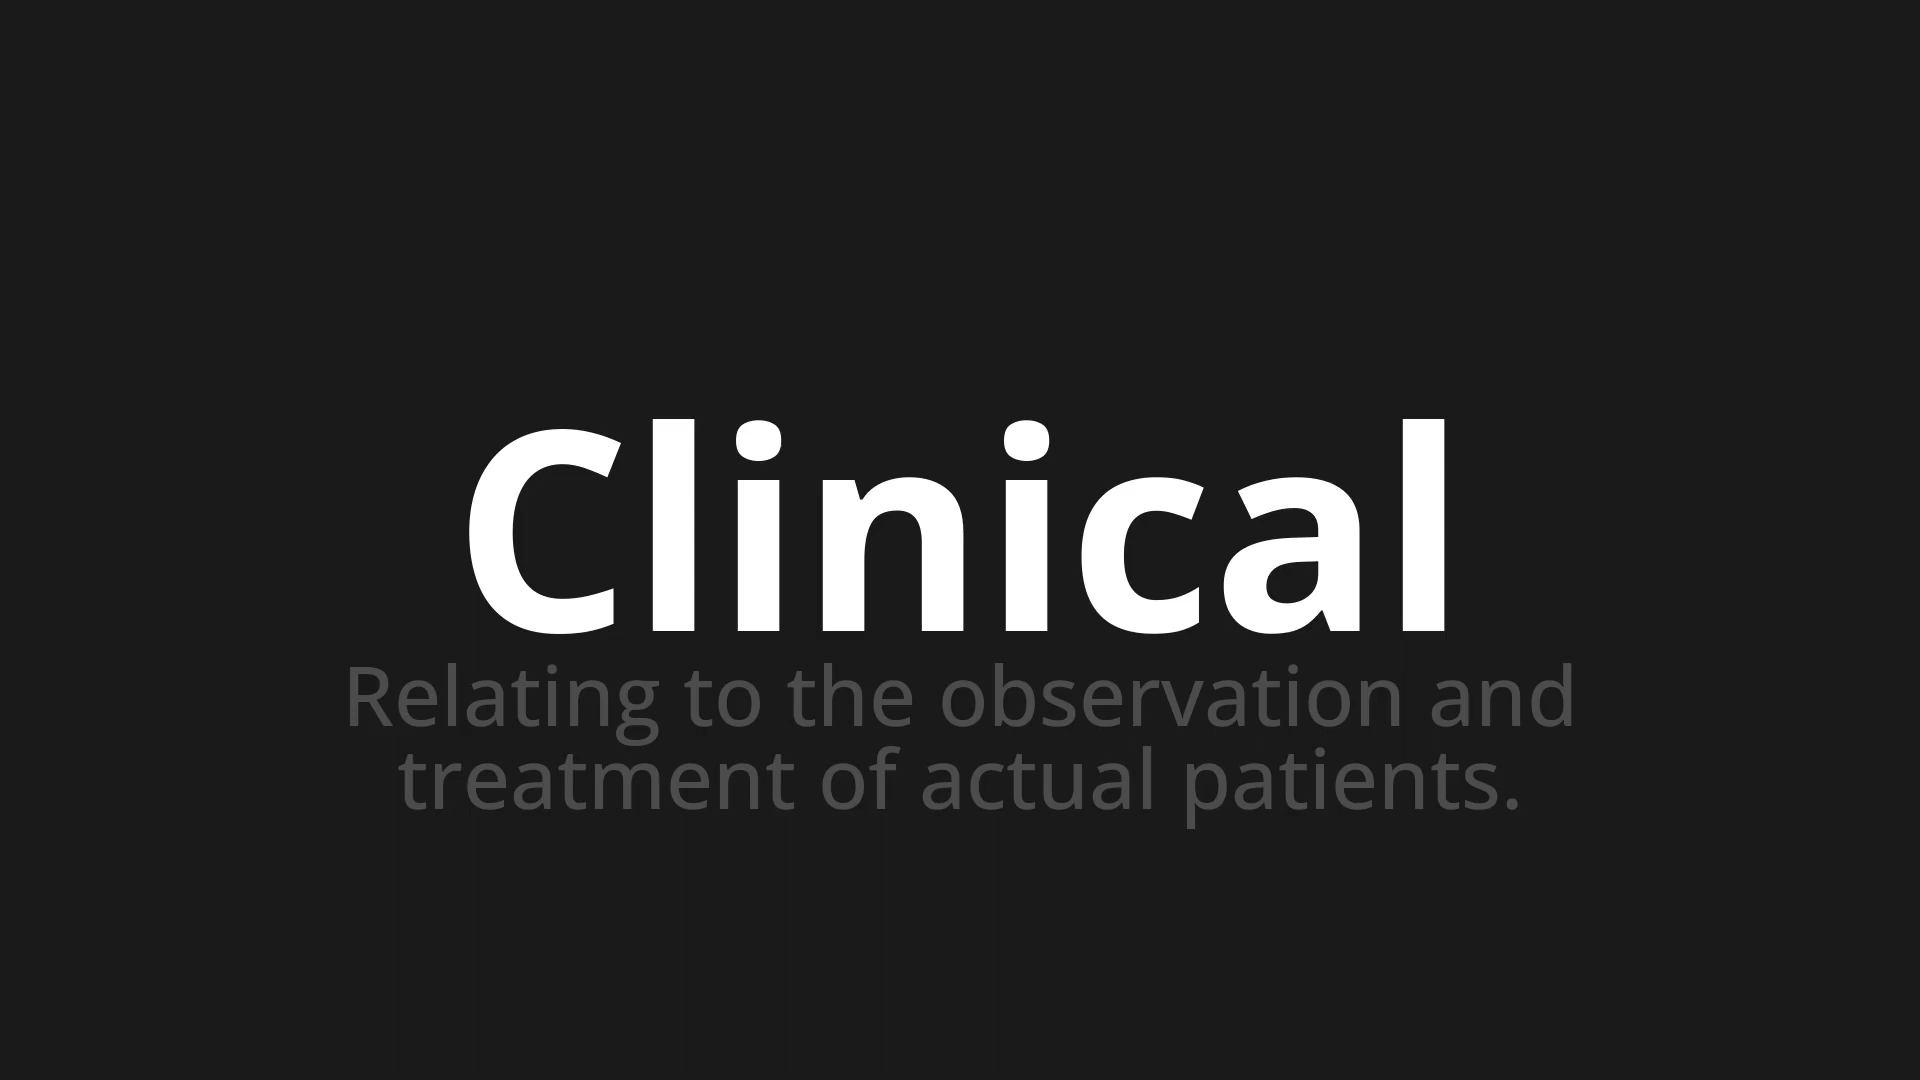 Clinical
Relating to the observation and
treatment of actual patients.